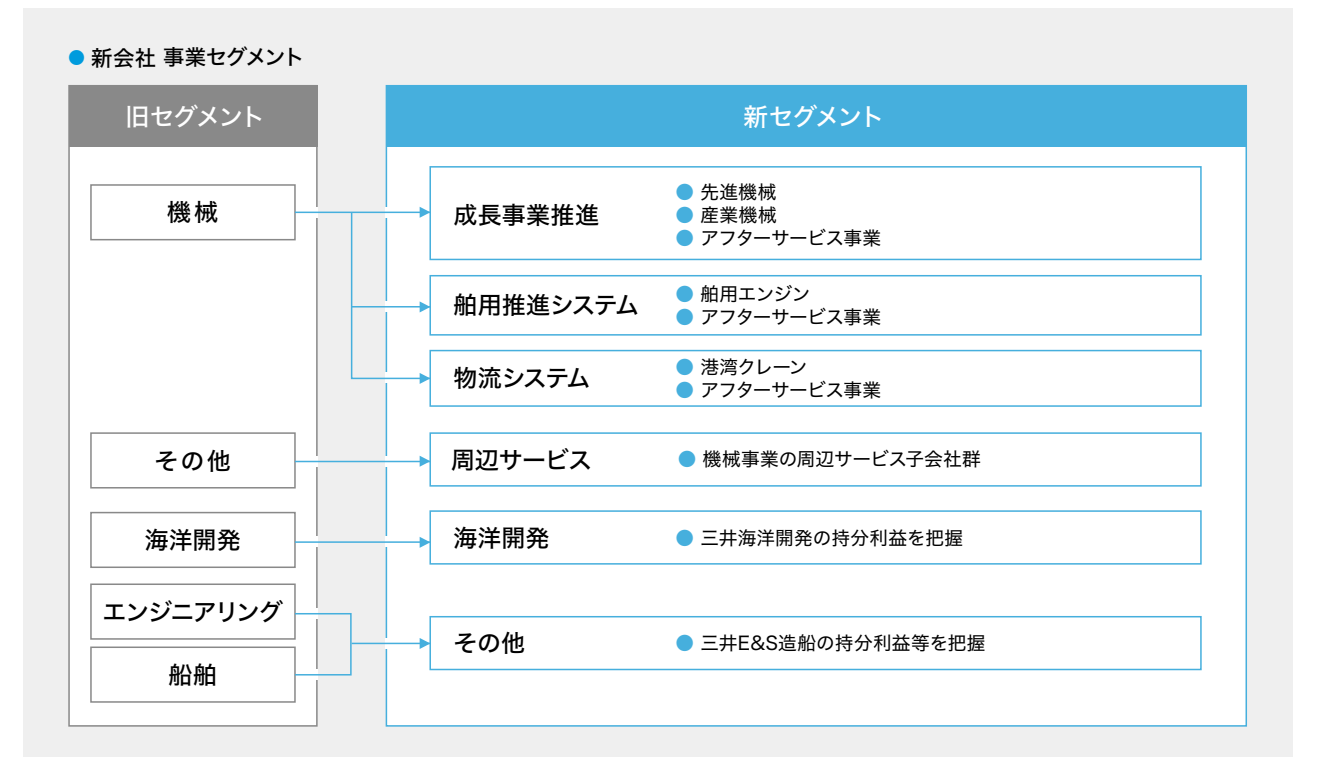 新会社 事業セグメント
旧セグメント
新セグメント
機械
成長事業推進
先進機械
産業機械
アフターサービス事業
舶用推進システム
舶用エンジン
アフターサービス事業
物流システム
港湾クレーン
アフターサービス事業
その他
周辺サービス
機械事業の周辺サービス子会社群
海洋開発
海洋開発
三井海洋開発の持分利益を把握
エンジニアリング
船舶
その他
三井E&S造船の持分利益等を把握